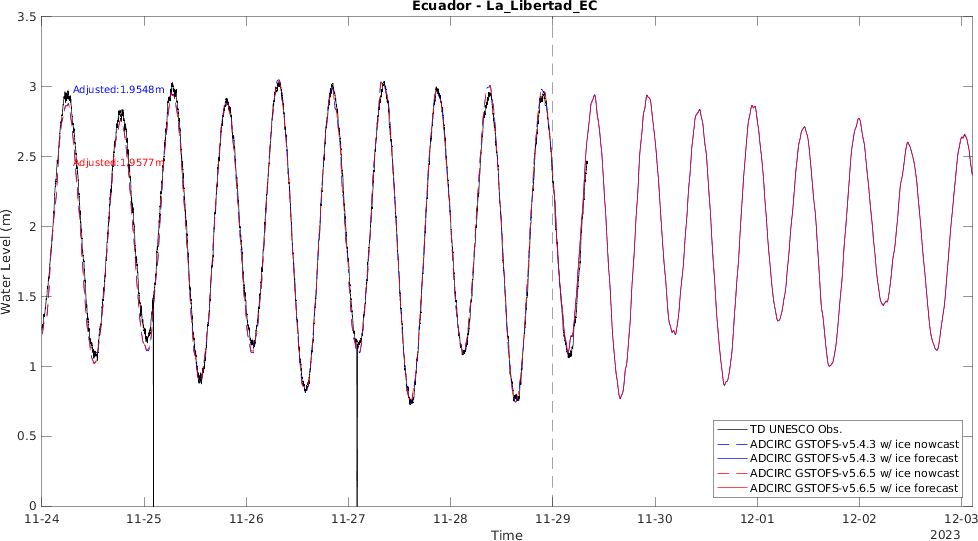 Ecuador - La_Libertad_EC
3.5
3
2.5
2
1.5
1
0.5
0
Water Level (m)
Adjusted:1.9548m
Adjusted:1.9577m
TD UNESCO Obs.
ADCIRC GSTOFS-v5.4.3 w/ ice nowcast
ADCIRC GSTOFS-v5.4.3 w/ ice forecast
ADCIRC GSTOFS-v5.6.5 w/ ice nowcast
ADCIRC GSTOFS-v5.6.5 w/ ice forecast
11-24 11-25 11-26 11-27 11-28 11-29 11-30 12-01 12-02 12-03
Time
2023